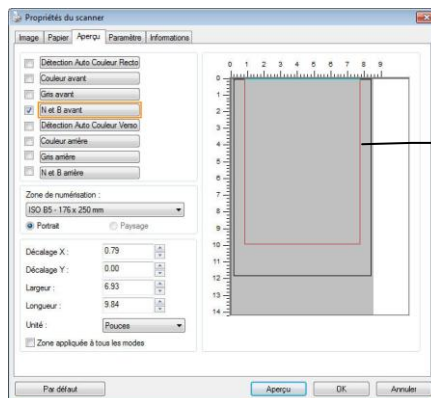 Propriétés du scanner
Image Papier Aperçu Paramètre Informations
Détection Auto Couleur Recto
Couleur avant
Gris avant
N et B avant
Détection Auto Couleur Verso
Couleur arrière
Gris arrière
N et B arrière
Zone de numérisation :
ISO B5 - 176 x 250 mm
Portrait Paysage
Décalage X : 0.79
Décalage Y : 0.00
Largeur : 6.93
Longueur : 9.84
Unité : Pouces
Zone appliquée à tous les modes
0 1 2 3 4 5 6 7 8 9
0
1
2
3
4
5
6
7
8
9
10
11
12
13
14
Par défaut Aperçu OK Annuler